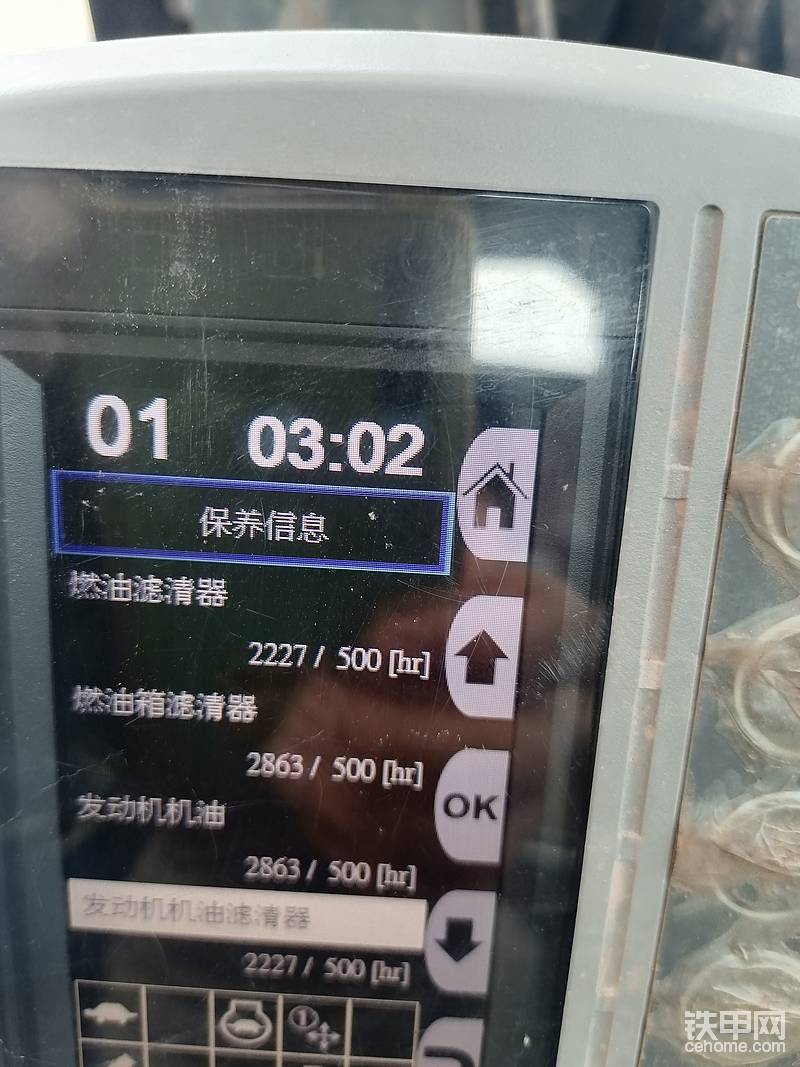 01 03:02
保养信息
燃油滤清器
2227 / 500 [hr]
燃油箱滤清器
2863 / 500 [hr]
发动机机油
OK
2863 / 500 [hr]
发动机机油滤清器
2227 / 500 [hr]
1
铁甲网
cehome.com